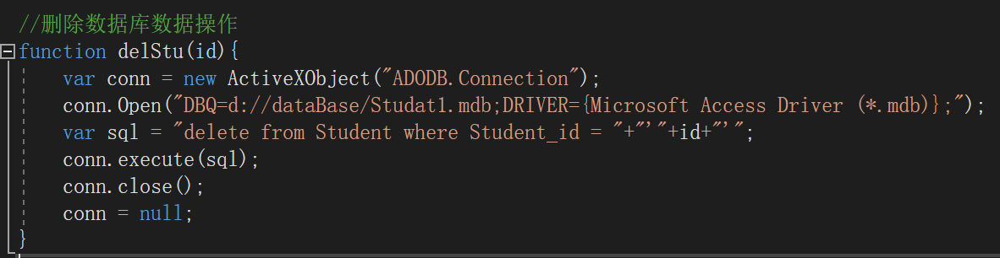 //删除数据库数据操作
function delStu(id){
    var conn = new ActiveXObject("ADODB.Connection");
    conn.Open("DBQ=d://dataBase/Studat1.mdb;DRIVER={Microsoft Access Driver (*.mdb)};");
    var sql = "delete from Student where Student_id = "+"'"+id+"'";
    conn.execute(sql);
    conn.close();
    conn = null;
}